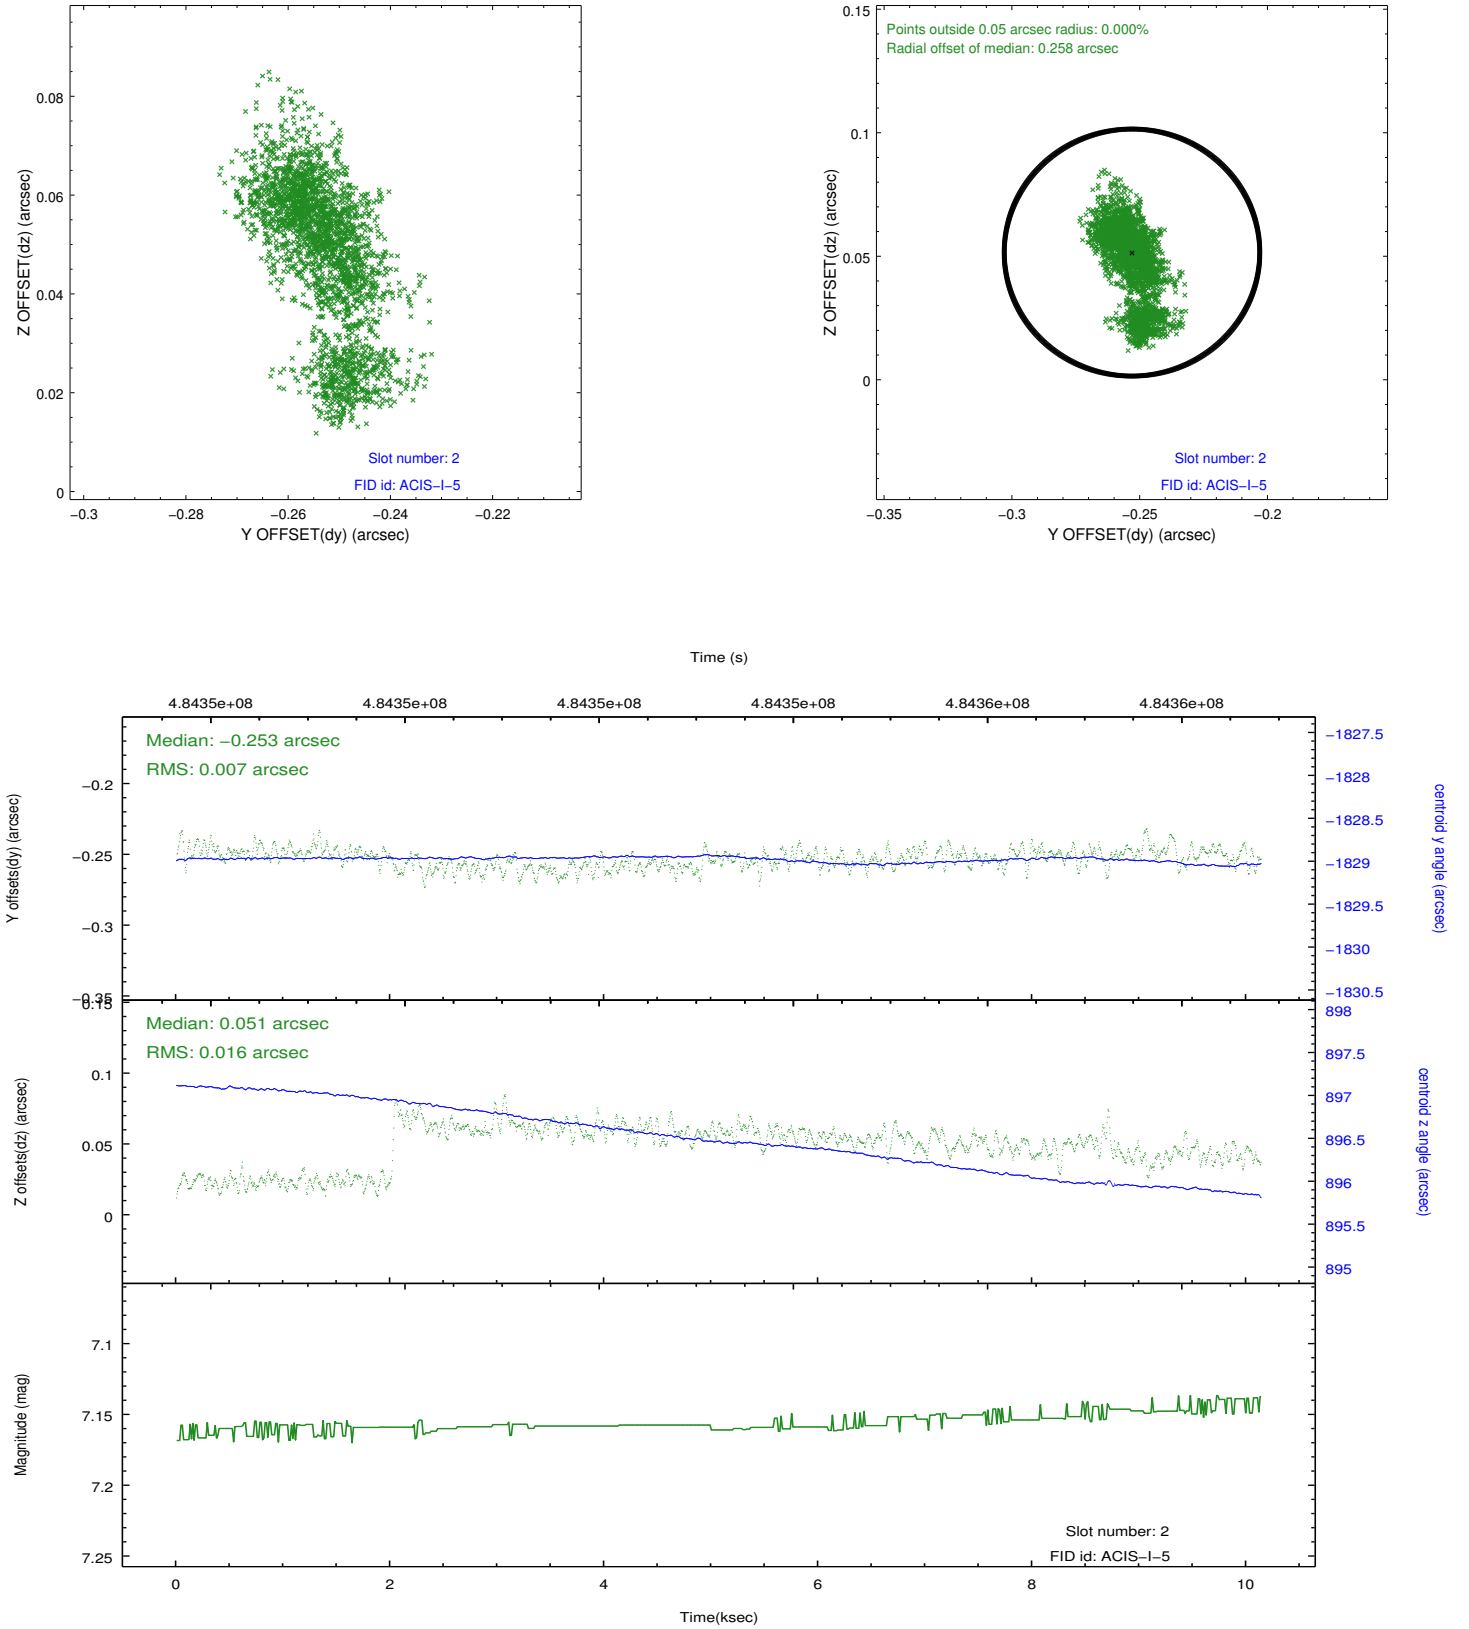 0.08
0.06
0.04
0.02
0
Z OFFSET(dz) (arcsec)
Slot number: 2
FID id: ACIS−I−5
−0.3
−0.28
−0.26
−0.24
−0.22
Y OFFSET(dy) (arcsec)
Points outside 0.05 arcsec radius: 0.000%
Radial offset of median: 0.258 arcsec
0.15
0.1
0.05
0
Z OFFSET(dz) (arcsec)
Slot number: 2
FID id: ACIS−I−5
−0.35
−0.3
−0.25
−0.2
Y OFFSET(dy) (arcsec)
Time (s)
4.8435e+08
4.8435e+08
4.8435e+08
4.8435e+08
4.8436e+08
4.8436e+08
Median: −0.253 arcsec
RMS: 0.007 arcsec
−0.2
−0.25
−0.3
−0.35
Y offsets(dy) (arcsec)
−1827.5
−1828
−1828.5
−1829
−1829.5
−1830
−1830.5
centroid y angle (arcsec)
Median: 0.051 arcsec
RMS: 0.016 arcsec
0.15
0.1
0.05
0
Z offsets(dz) (arcsec)
898
897.5
897
896.5
896
895.5
895
centroid z angle (arcsec)
7.1
7.15
7.2
7.25
Magnitude (mag)
Slot number: 2
FID id: ACIS−I−5
0
2
4
6
8
10
Time(ksec)